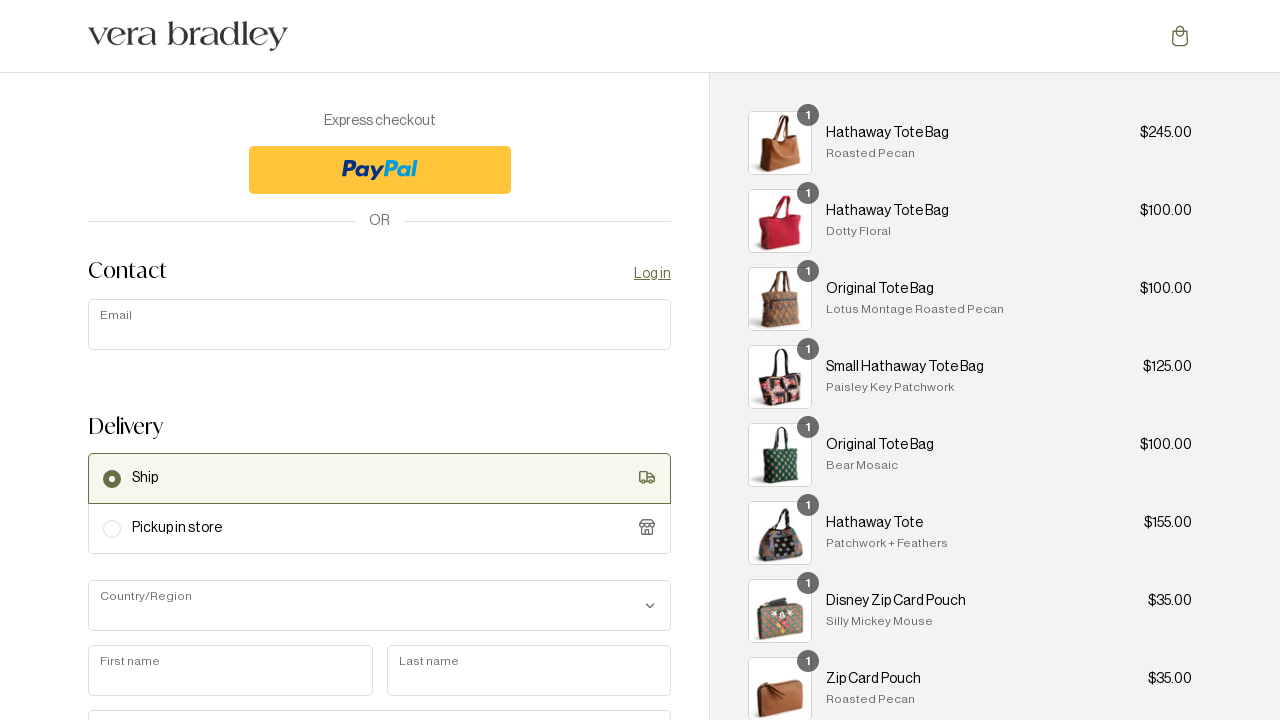 vera bradley
Express checkout
PayPal
OR
Contact
Log in
Email
Delivery
Ship
Pickup in store
Country/Region
First name
Last name
1
Hathaway Tote Bag
$245.00
Roasted Pecan
1
Hathaway Tote Bag
$100.00
Dotty Floral
1
Original Tote Bag
$100.00
Lotus Montage Roasted Pecan
1
Small Hathaway Tote Bag
$125.00
Paisley Key Patchwork
1
Original Tote Bag
$100.00
Bear Mosaic
1
Hathaway Tote
$155.00
Patchwork + Feathers
1
Disney Zip Card Pouch
$35.00
Silly Mickey Mouse
1
Zip Card Pouch
$35.00
Roasted Pecan